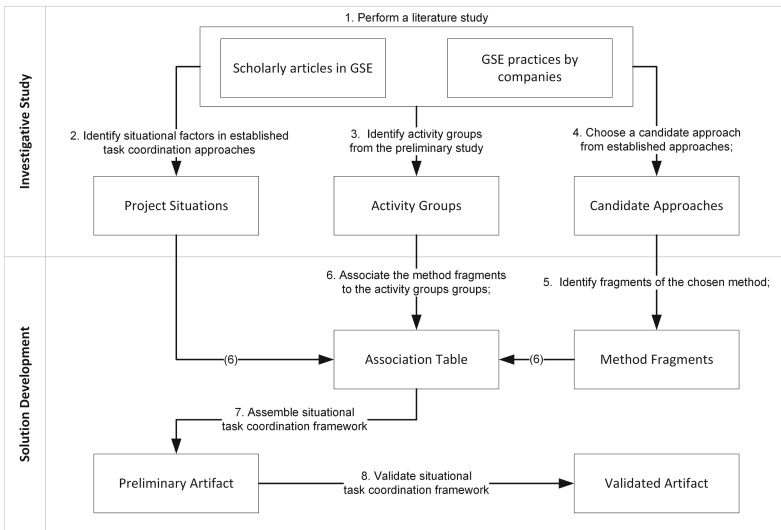 1. Perform a literature study
Scholarly articles in GSE
GSE practices by
companies
Investigative Study
2. Identify situational factors in established
task coordination approaches
3. Identify activity groups
from the preliminary study
4. Choose a candidate approach
from established approaches;
Project Situations
Activity Groups
Candidate Approaches
6. Associate the method fragments
to the activity groups groups;
5. Identify fragments of the chosen method;
Solution Development
(6)
Association Table
(6)
Method Fragments
7. Assemble situational
task coordination framework
Preliminary Artifact
8. Validate situational
task coordination framework
Validated Artifact